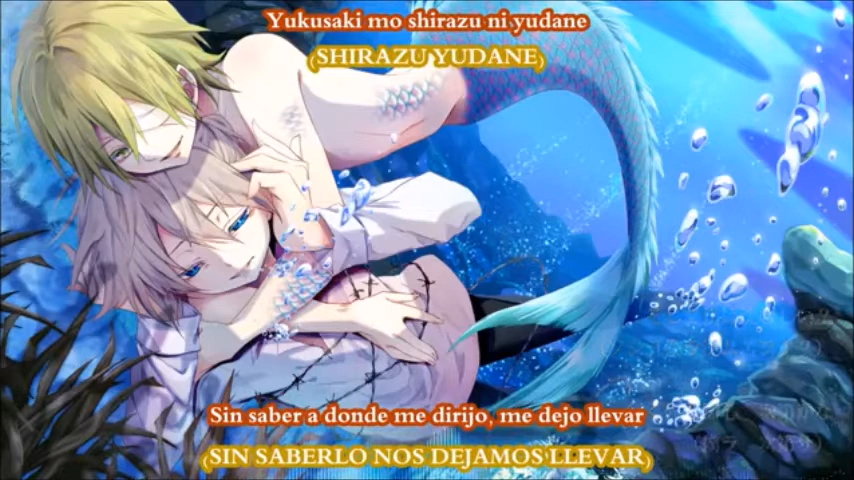 Yukusaki mo shirazu ni yudane
(SHIRAZU YUDANE)
Sin saber a donde me dirijo, me dejo llevar
(SIN SABERLO NOS DEJAMOS LLEVAR)